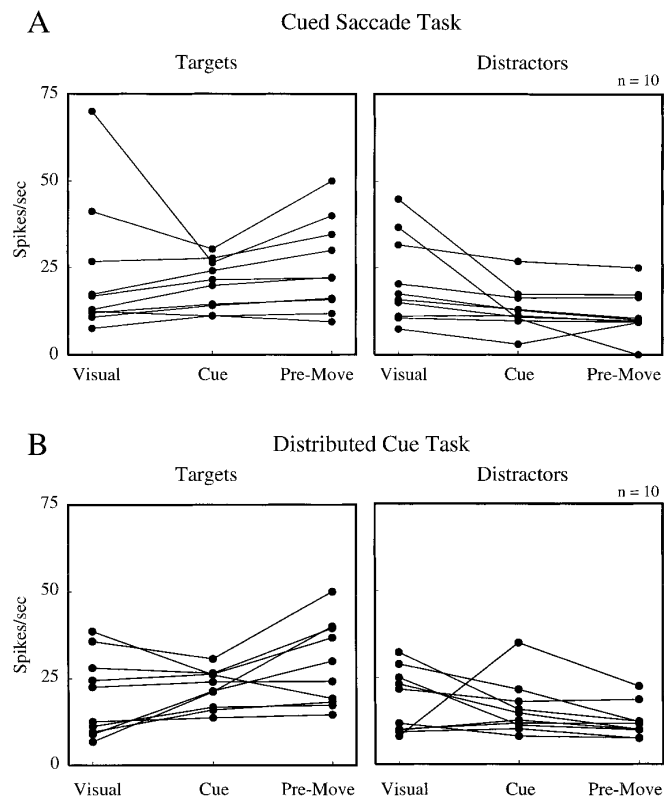 A Cued Saccade Task
Targets Distractors
n = 10
75
50
25
0
Spikes/sec
Visual Cue Pre-Move Visual Cue Pre-Move
B Distributed Cue Task
Targets Distractors
n = 10
75
50
25
0
Spikes/sec
Visual Cue Pre-Move Visual Cue Pre-Move